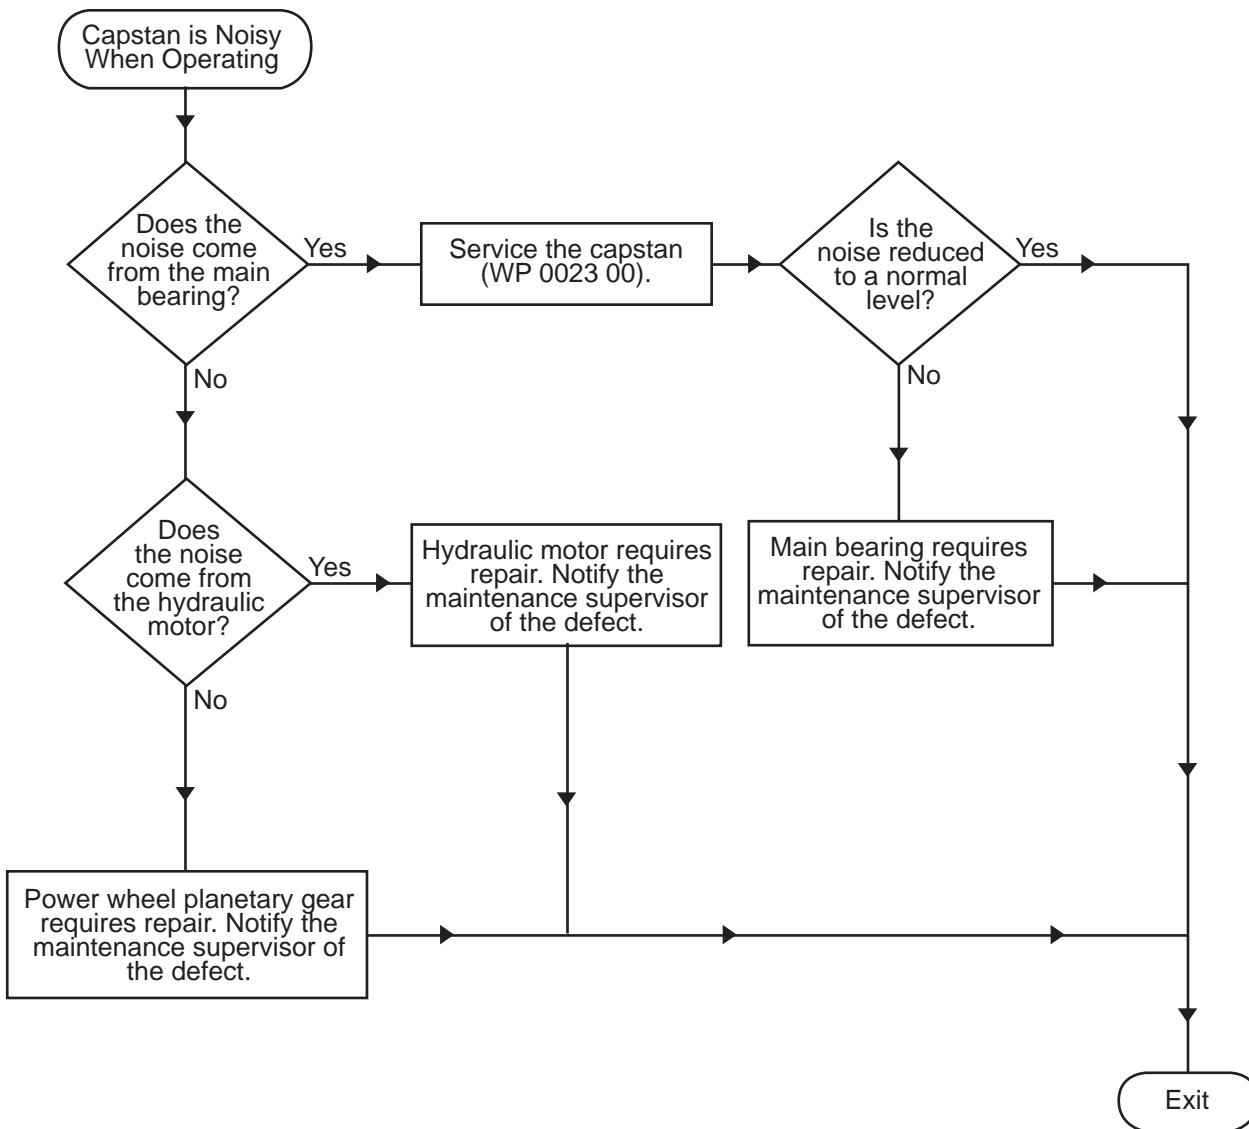 Capstan is Noisy
When Operating
Does the
noise come
from the main
bearing?
Yes
Service the capstan
(WP 0023 00).
Is the
noise reduced
to a normal
level?
Yes
No
No
Does
the noise
come from
the hydraulic
motor?
Yes
Hydraulic motor requires
repair. Notify the
maintenance supervisor
of the defect.
Main bearing requires
repair. Notify the
maintenance supervisor
of the defect.
No
Power wheel planetary gear
requires repair. Notify the
maintenance supervisor of
the defect.
Exit